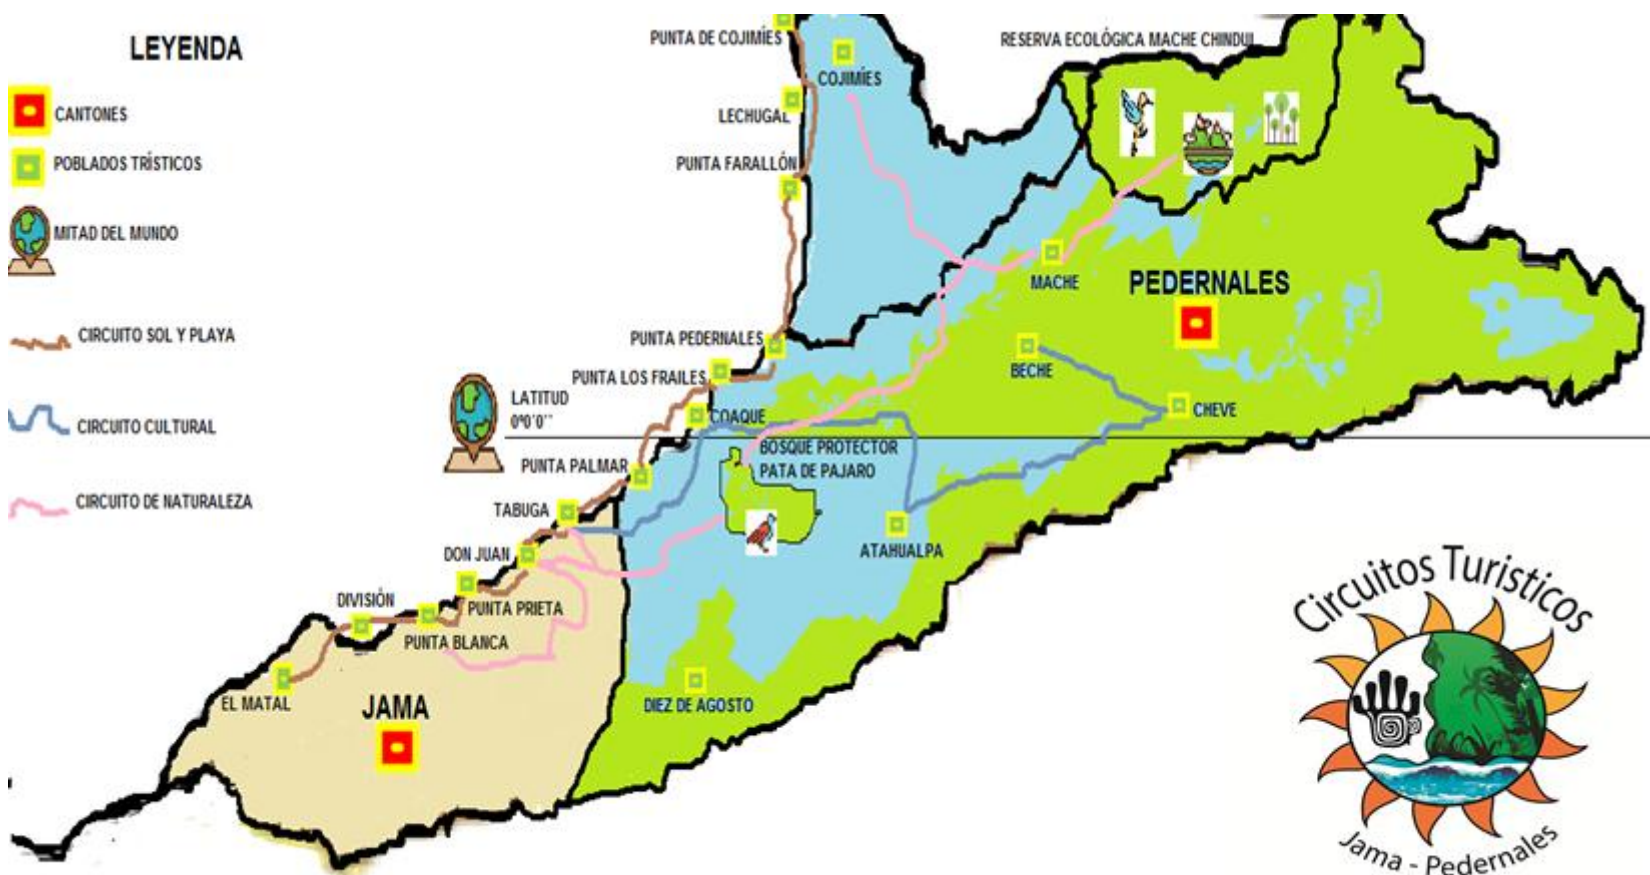 LEYENDA
CANTONES
POBLADOS TRÍSTICOS
MITAD DEL MUNDO
CIRCUITO SOL Y PLAYA
CIRCUITO CULTURAL
CIRCUITO DE NATURALEZA
PUNTA DE COJIMÍES
COJIMÍES
RESERVA ECOLÓGICA MACHE CHINDUI
LECHUGAL
PUNTA FARALLÓN
MACHE
PEDERNALES
PUNTA PEDERNALES
PUNTA LOS FRAILES
BECHE
LATITUD
0º0'0''
COAQUE
CHEVE
BOSQUE PROTECTOR
PATA DE PAJARO
PUNTA PALMAR
TABUGA
ATAHUALPA
DON JUAN
DIVISIÓN
PUNTA PRIETA
PUNTA BLANCA
EL MATAL
JAMA
DIEZ DE AGOSTO
Circuitos Turísticos
Jama - Pedernales